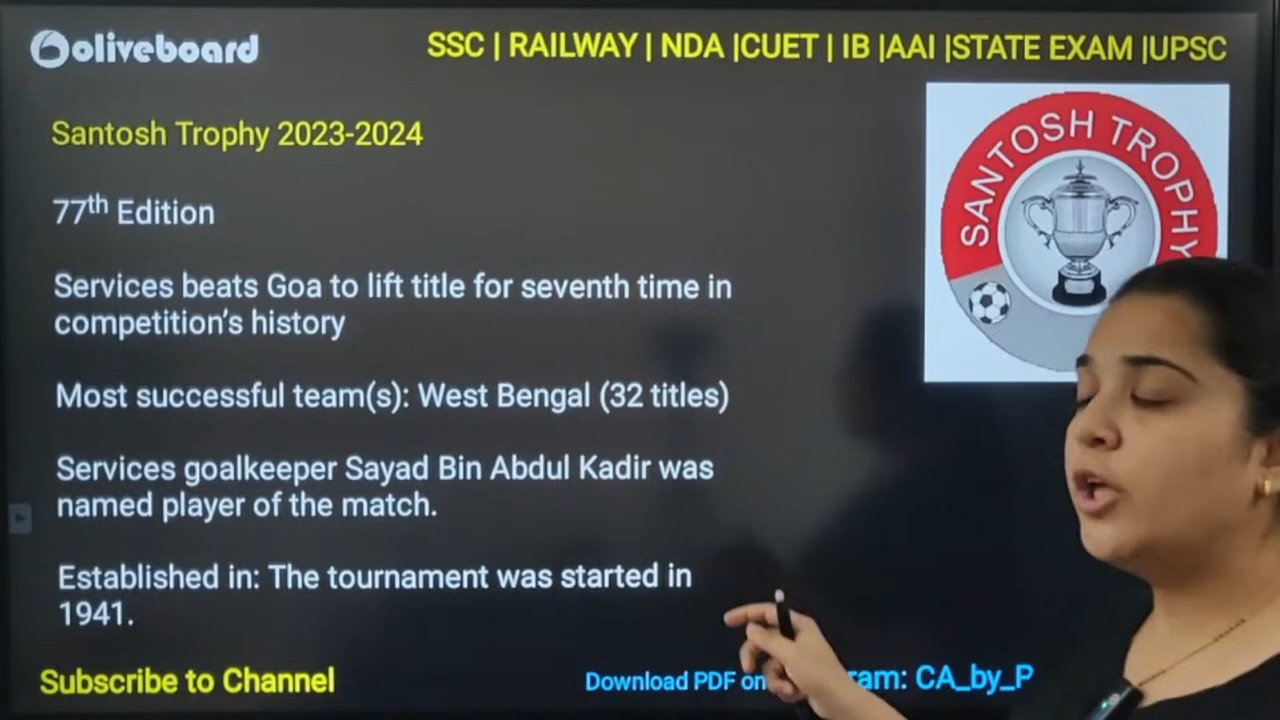 oliveboard
SSC | RAILWAY | NDA |CUET | IB |AAI |STATE EXAM |UPSC
Santosh Trophy 2023-2024
SANTOSH TROPHY
77th Edition
Services beats Goa to lift title for seventh time in
competition's history
Most successful team(s): West Bengal (32 titles)
Services goalkeeper Sayad Bin Abdul Kadir was
named player of the match.
Established in: The tournament was started in
1941.
Subscribe to Channel
Download PDF on ram: CA_by_P